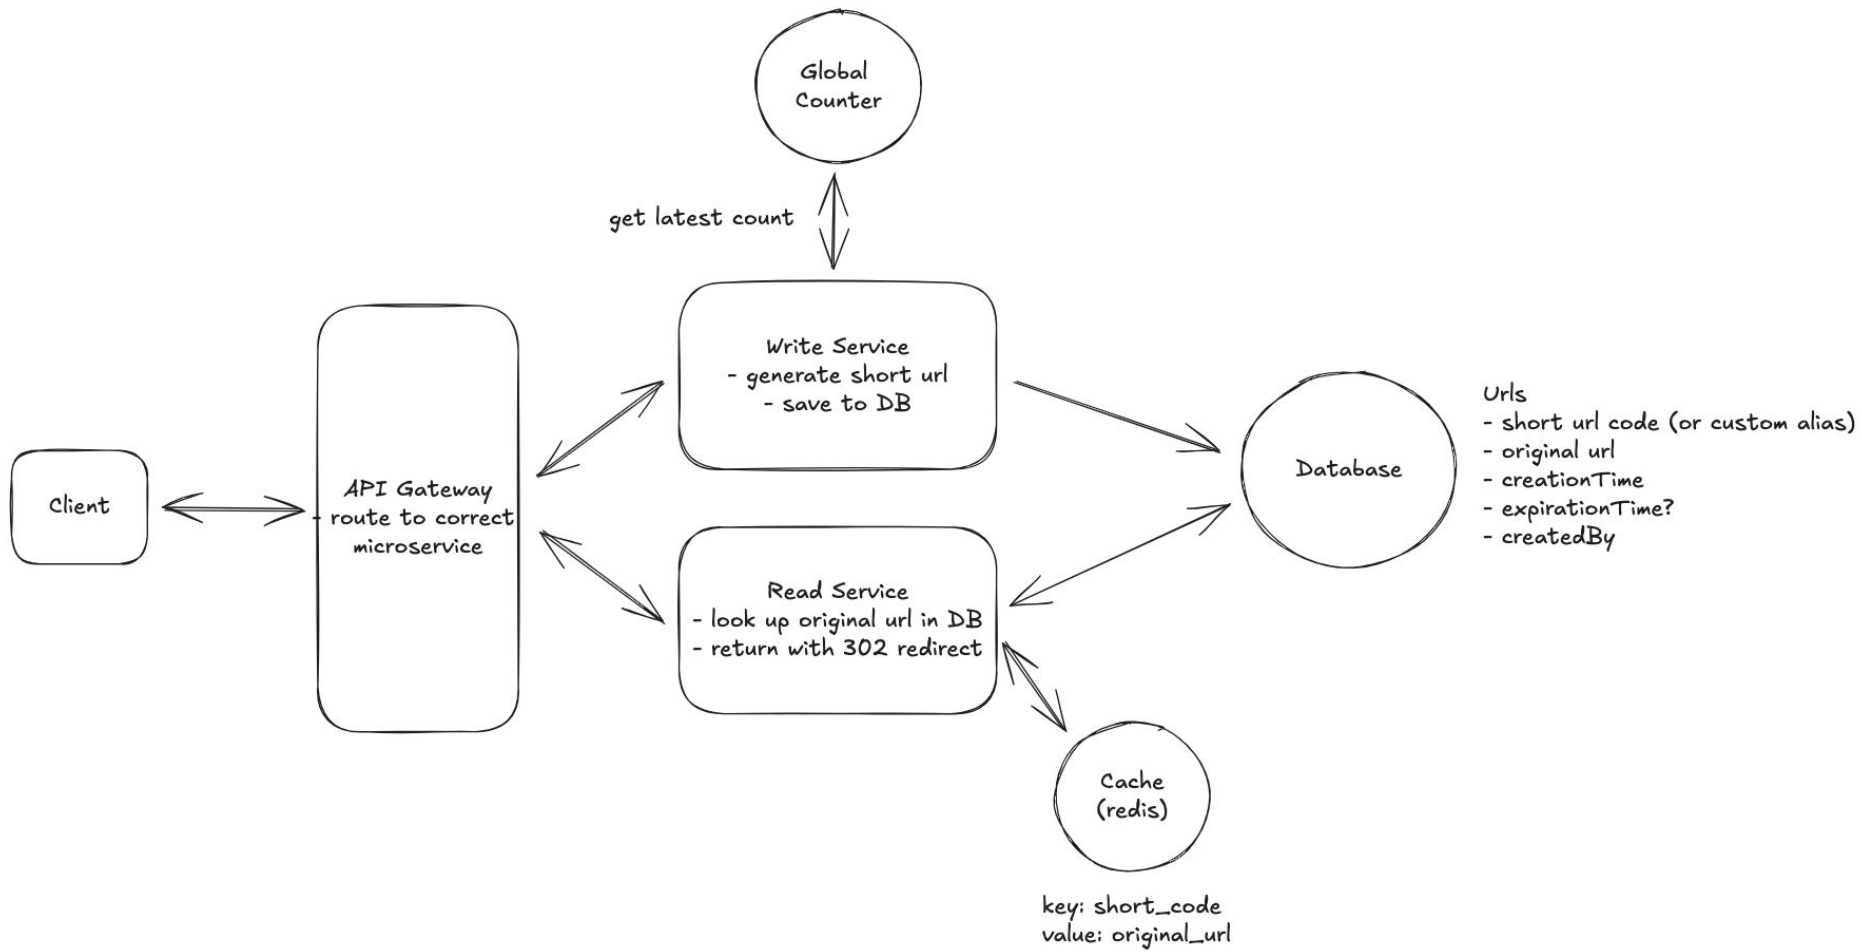 Global
Counter
get latest count
Write Service
- generate short url
- save to DB
Client
API Gateway
- route to correct
microservice
Read Service
- look up original url in DB
- return with 302 redirect
Database
Urls
- short url code (or custom alias)
- original url
- creationTime
- expirationTime?
- createdBy
Cache
(redis)
key: short_code
value: original_url